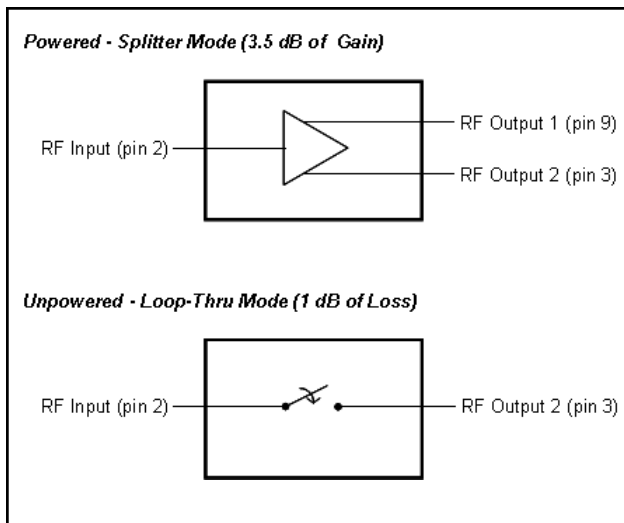 Powered - Splitter Mode (3.5 dB of Gain)
RF Input (pin 2)
RF Output 1 (pin 9)
RF Output 2 (pin 3)
Unpowered - Loop-Thru Mode (1 dB of Loss)
RF Input (pin 2)
RF Output 2 (pin 3)